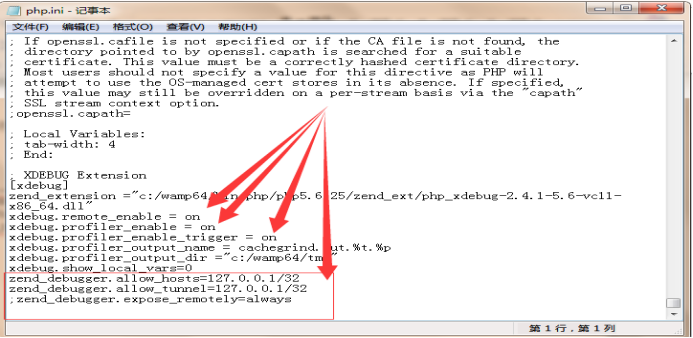 php.ini - 记事本
文件(F) 编辑(E) 格式(O) 查看(V) 帮助(H)
; If openssl.cafile is not specified or if the CA file is not found, the
; directory pointed to by openssl.capath is searched for a suitable
; certificate. This value must be a correctly hashed certificate directory.
; Most users should not specify a value for this directive as PHP will
; attempt to use the OS-managed cert stores in its absence. If specified,
; this value may still be overridden on a per-stream basis via the "capath"
; SSL stream context option.
;openssl.capath=
; Local Variables:
; tab-width: 4
; End:
; XDEBUG Extension
[xdebug]
zend_extension ="c:/wamp64/bin/php/php5.6.25/zend_ext/php_xdebug-2.4.1-5.6-vc11-
x86_64.dll"
xdebug.remote_enable = on
xdebug.profiler_enable = on
xdebug.profiler_enable_trigger = on
xdebug.profiler_output_name = cachegrind.out.%t.%p
xdebug.profiler_output_dir ="c:/wamp64/tmp"
xdebug.show_local_vars=0
zend_debugger.allow_hosts=127.0.0.1/32
zend_debugger.allow_tunnel=127.0.0.1/32
;zend_debugger.expose_remotely=always
第 1 行，第 1 列